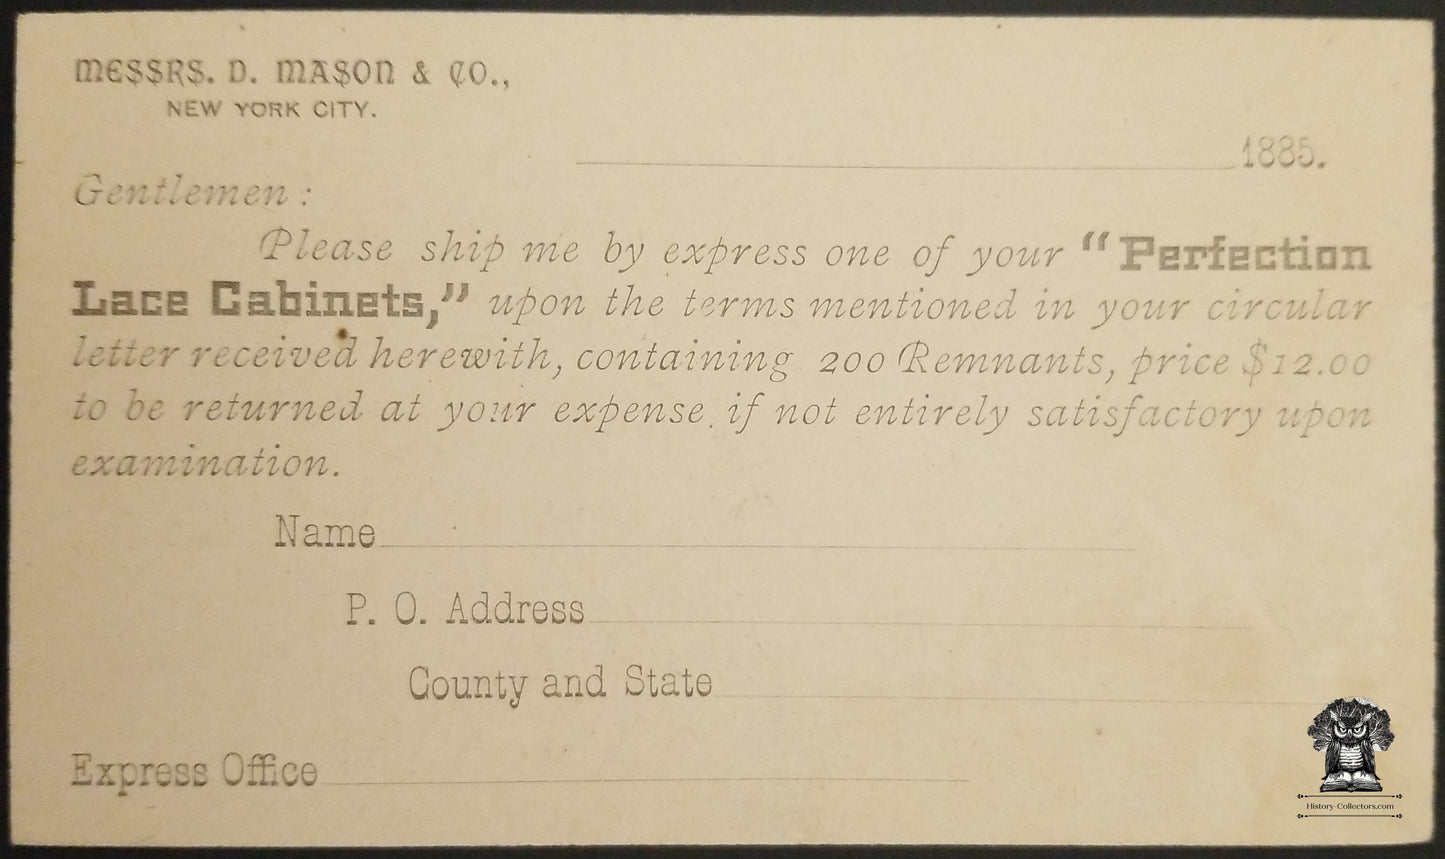 MESSRS. D. MASON & CO.,
NEW YORK CITY.
1885.
Gentlemen :
Please ship me by express one of your "Perfection
Lace Cabinets," upon the terms mentioned in your circular
letter received herewith, containing 200 Remnants, price $12.00
to be returned at your expense if not entirely satisfactory upon
examination.
Name
P. O. Address
County and State
Express Office
History-Collectors.com